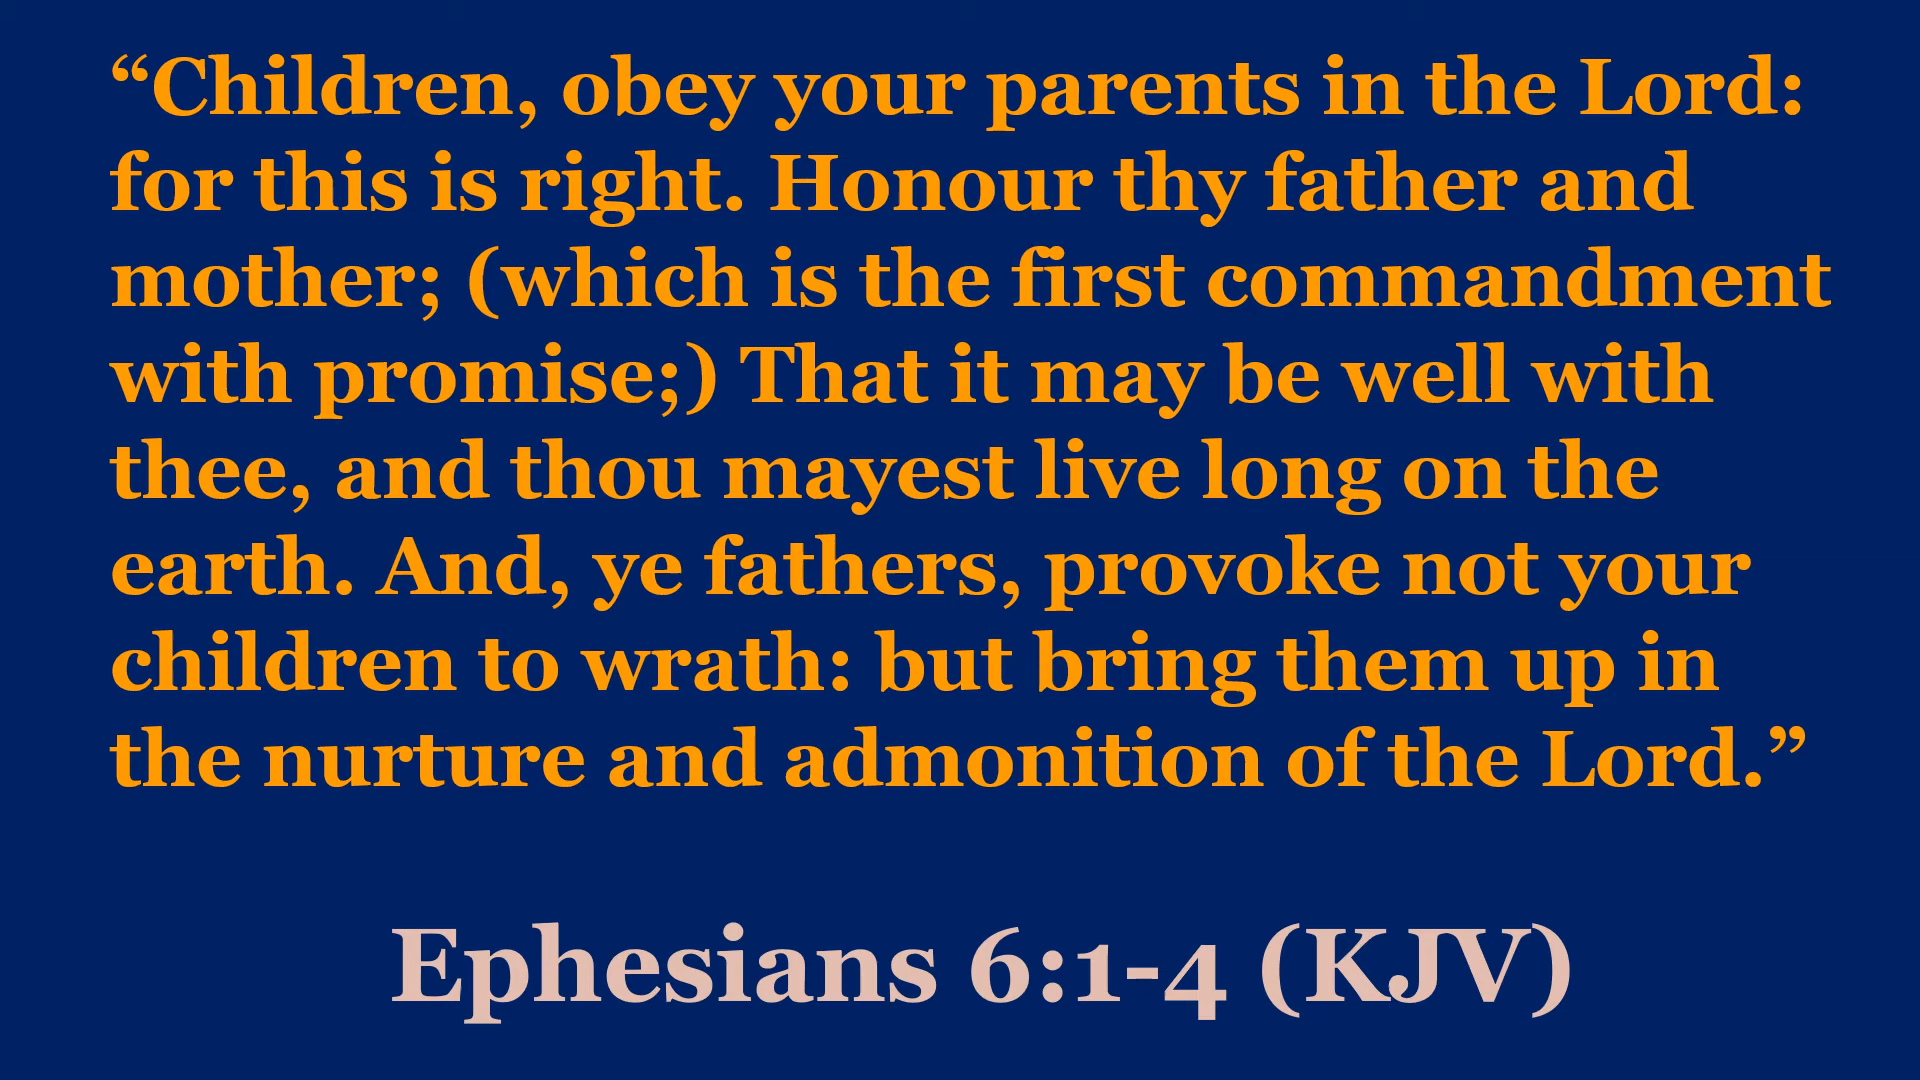 “Children, obey your parents in the Lord:
for this is right. Honour thy father and
mother; (which is the first commandment
with promise;) That it may be well with
thee, and thou mayest live long on the
earth. And, ye fathers, provoke not your
children to wrath: but bring them up in
the nurture and admonition of the Lord.”
Ephesians 6:1-4 (KJV)